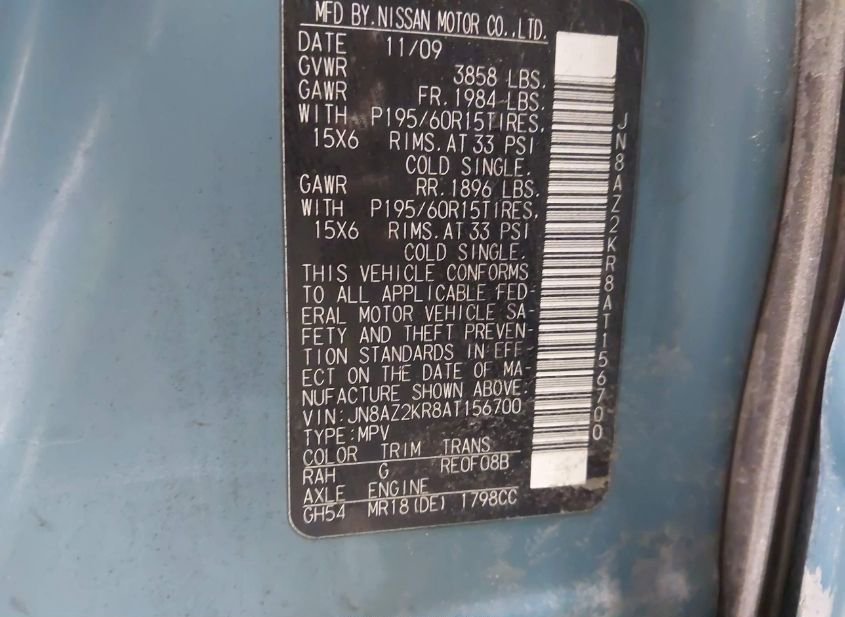 MFD BY.NISSAN MOTOR CO.,LTD.
DATE 11/09
GVWR 3858 LBS.
GAWR FR.1984 LBS.
WITH P195/60R15TIRES,
15X6 RIMS.AT 33 PSI
COLD SINGLE.
GAWR RR.1896 LBS.
WITH P195/60R15TIRES,
15X6 RIMS.AT 33 PSI
COLD SINGLE.
THIS VEHICLE CONFORMS
TO ALL APPLICABLE FED-
ERAL MOTOR VEHICLE SA-
FETY AND THEFT PREVEN-
TION STANDARDS IN EFF-
ECT ON THE DATE OF MA-
NUFACTURE SHOWN ABOVE.
VIN:JN8AZ2KR8AT156700
TYPE:MPV
COLOR TRIM TRANS
RAH G RE0F08B
AXLE ENGINE
GH54 MR18(DE) 1798CC
JN8AZ2KR8AT156700